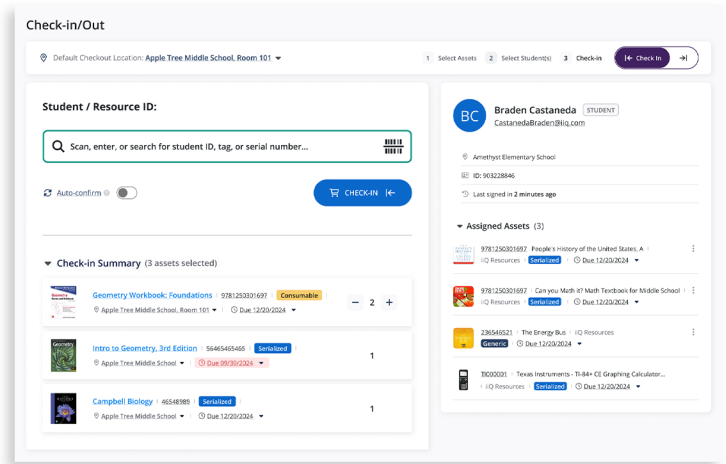 Check-in/Out
Default Checkout Location: Apple Tree Middle School, Room 101
1 Select Assets 2 Select Student(s) 3 Check-in
Check In
Student / Resource ID:
Scan, enter, or search for student ID, tag, or serial number...
Auto-confirm
CHECK-IN
Check-in Summary (3 assets selected)
Geometry Workbook: Foundations 9781250301697 Consumable
Apple Tree Middle School, Room 101 Due 12/20/2024
− 2 +
Intro to Geometry, 3rd Edition 56465465465 Serialized
Apple Tree Middle School Due 09/30/2024
1
Geometry
Campbell Biology 46548989 Serialized
Apple Tree Middle School Due 12/20/2024
1
BC
Braden Castaneda STUDENT
CastanedaBraden@iiq.com
Amethyst Elementary School
ID: 903228846
Last signed in 2 minutes ago
Assigned Assets (3)
9781250301697 People's History of the United States, A
iiQ Resources Serialized Due 12/20/2024
9781250301697 Can you Math it? Math Textbook for Middle School
iiQ Resources Serialized Due 12/20/2024
236546521 The Energy Bus iiQ Resources
Generic Due 12/20/2024
TIC00001 Texas Instruments - TI-84+ CE Graphing Calculator...
iiQ Resources Serialized Due 12/20/2024